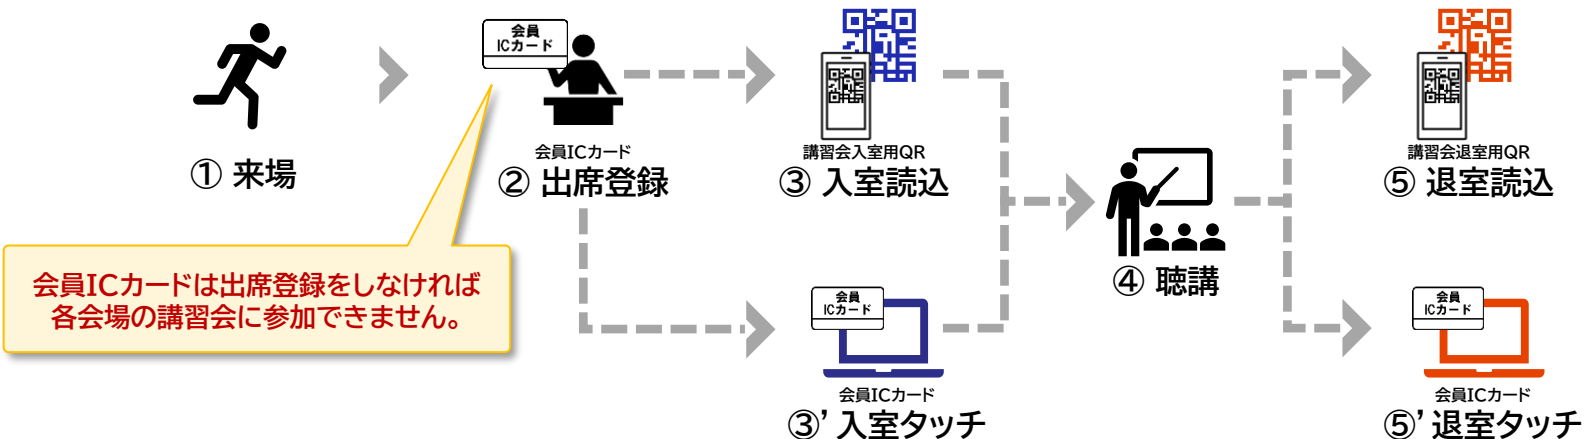 ① 来場
会員
ICカード
会員ICカード
② 出席登録
会員ICカードは出席登録をしなければ
各会場の講習会に参加できません。
講習会入室用QR
③ 入室読込
会員
ICカード
会員ICカード
③’ 入室タッチ
④ 聴講
講習会退室用QR
⑤ 退室読込
会員
ICカード
会員ICカード
⑤’ 退室タッチ